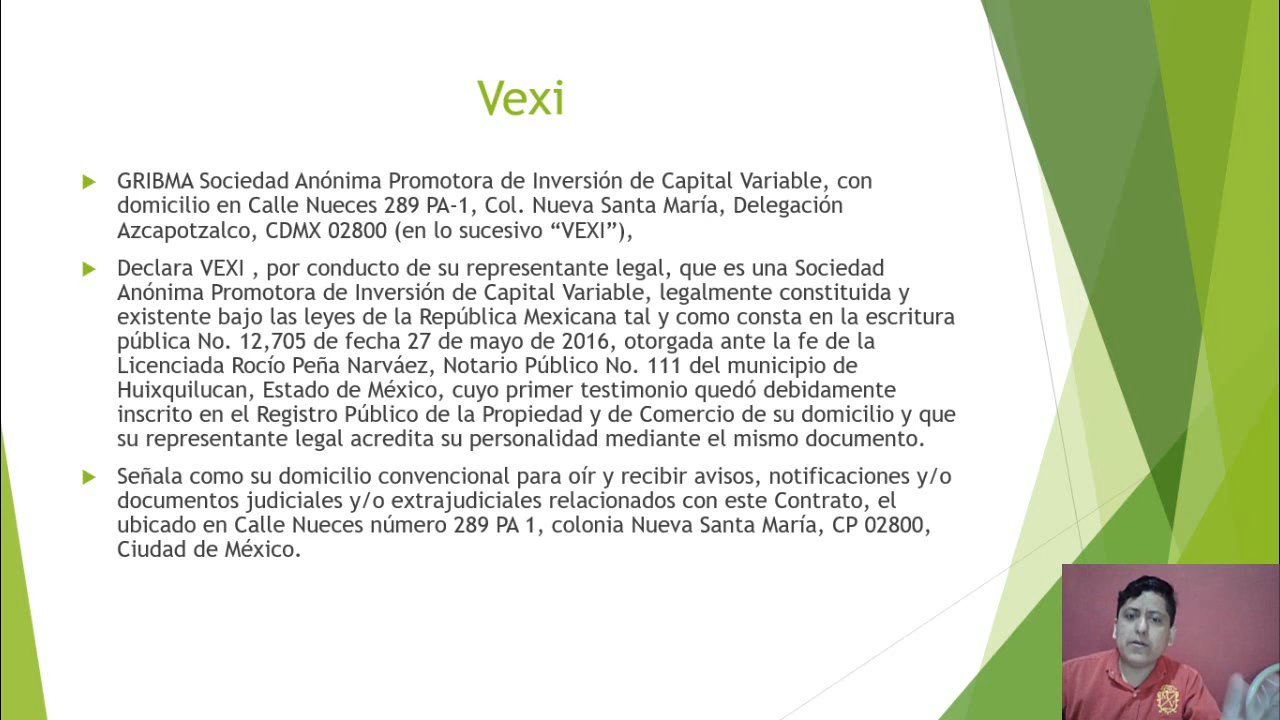 Vexi
GRIBMA Sociedad Anónima Promotora de Inversión de Capital Variable, con
domicilio en Calle Nueces 289 PA-1, Col. Nueva Santa María, Delegación
Azcapotzalco, CDMX 02800 (en lo sucesivo “VEXI”),
Declara VEXI , por conducto de su representante legal, que es una Sociedad
Anónima Promotora de Inversión de Capital Variable, legalmente constituida y
existente bajo las leyes de la República Mexicana tal y como consta en la escritura
pública No. 12,705 de fecha 27 de mayo de 2016, otorgada ante la fe de la
Licenciada Rocío Peña Narváez, Notario Público No. 111 del municipio de
Huixquilucan, Estado de México, cuyo primer testimonio quedó debidamente
inscrito en el Registro Público de la Propiedad y de Comercio de su domicilio y que
su representante legal acredita su personalidad mediante el mismo documento.
Señala como su domicilio convencional para oír y recibir avisos, notificaciones y/o
documentos judiciales y/o extrajudiciales relacionados con este Contrato, el
ubicado en Calle Nueces número 289 PA 1, colonia Nueva Santa María, CP 02800,
Ciudad de México.